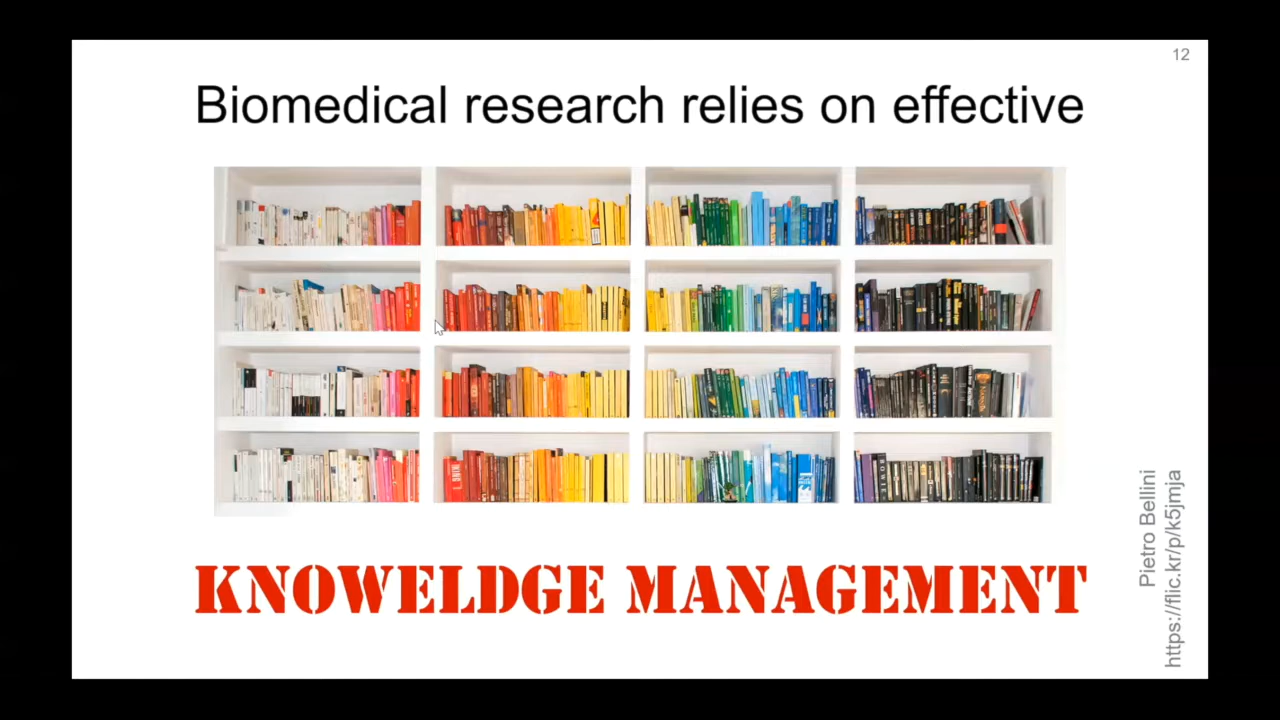 12
Biomedical research relies on effective
KNOWELDGE MANAGEMENT
Pietro Bellini
https://flic.kr/p/k5jmja